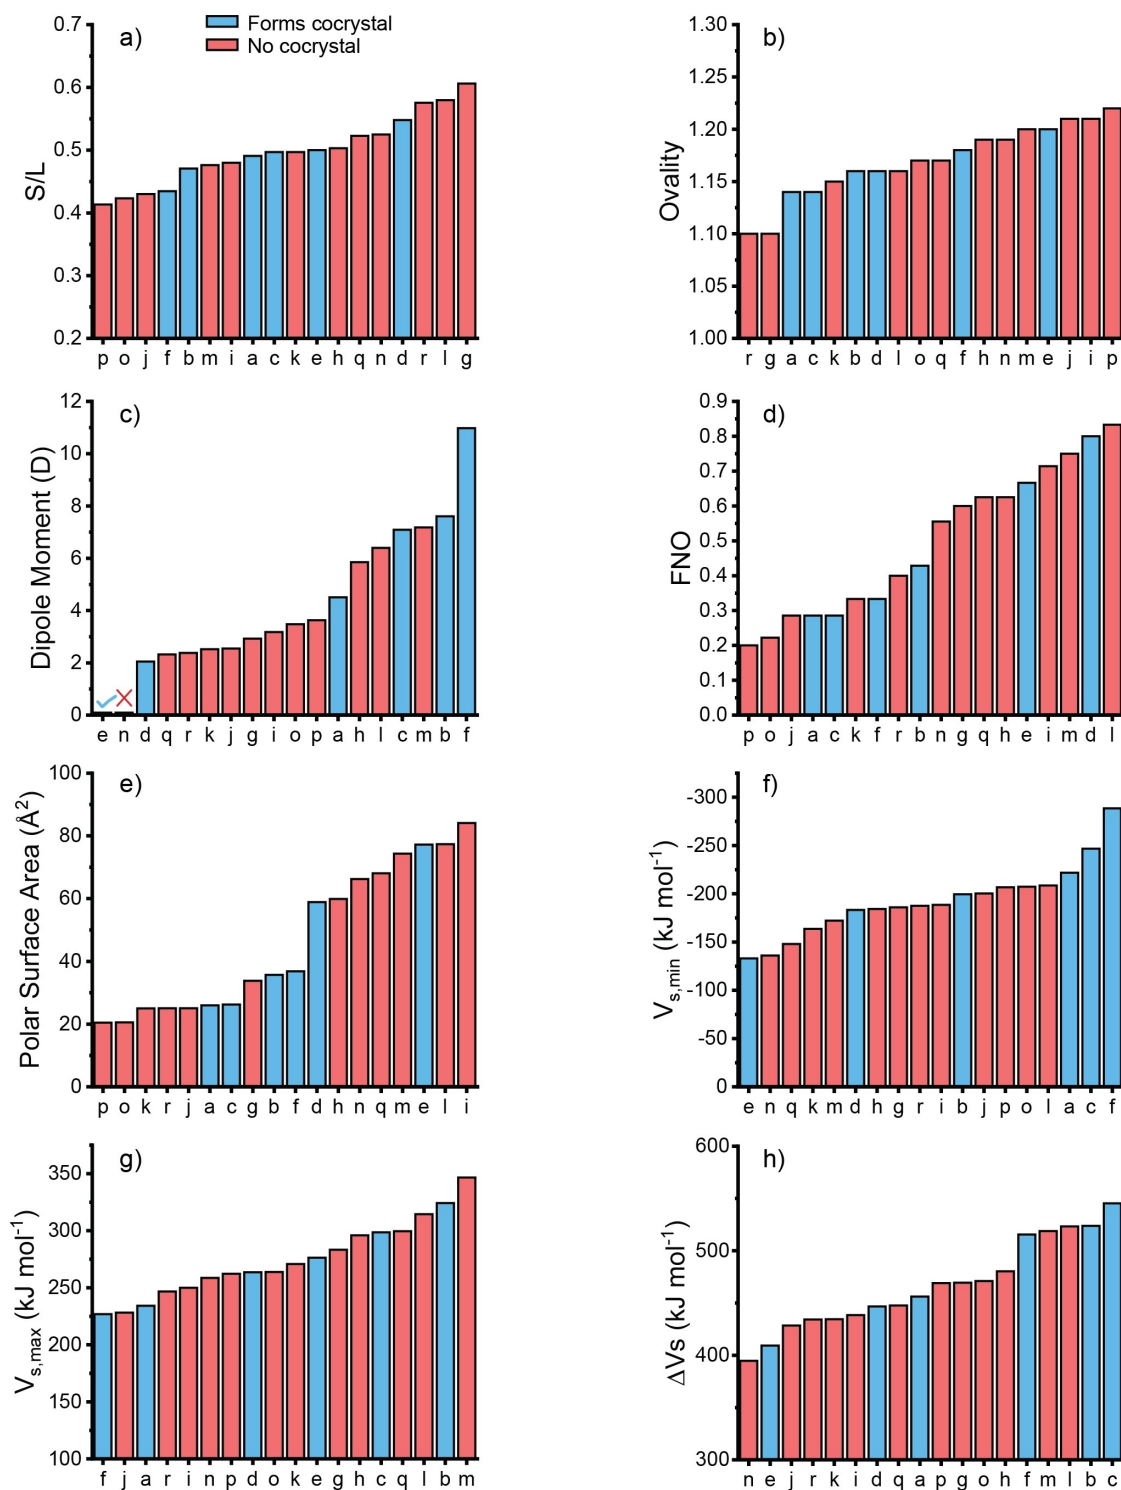 a)
Forms cocrystal
No cocrystal
S/L
0.7
0.6
0.5
0.4
0.3
0.2
p o j f b m i a c k e h q n d r l g
b)
Ovality
1.30
1.25
1.20
1.15
1.10
1.05
1.00
r g a c k b d l o q f h n m e j i p
c)
Dipole Moment (D)
12
10
8
6
4
2
0
e n d q r k j g i o p a h l c m b f
d)
FNO
0.9
0.8
0.7
0.6
0.5
0.4
0.3
0.2
0.1
0.0
p o j a c k f r b n g q h e i m d l
e)
Polar Surface Area (Å²)
100
80
60
40
20
0
p o k r j a c g b f d h n q m e l i
f)
Vs,min (kJ mol⁻¹)
-300
-250
-200
-150
-100
-50
0
e n q k m d h g r i b j p o l a c f
g)
Vs,max (kJ mol⁻¹)
350
300
250
200
150
100
f j a r i n p d o k e g h c q l b m
h)
ΔVs (kJ mol⁻¹)
600
500
400
300
n e j r k i d q a p g o h f m l b c